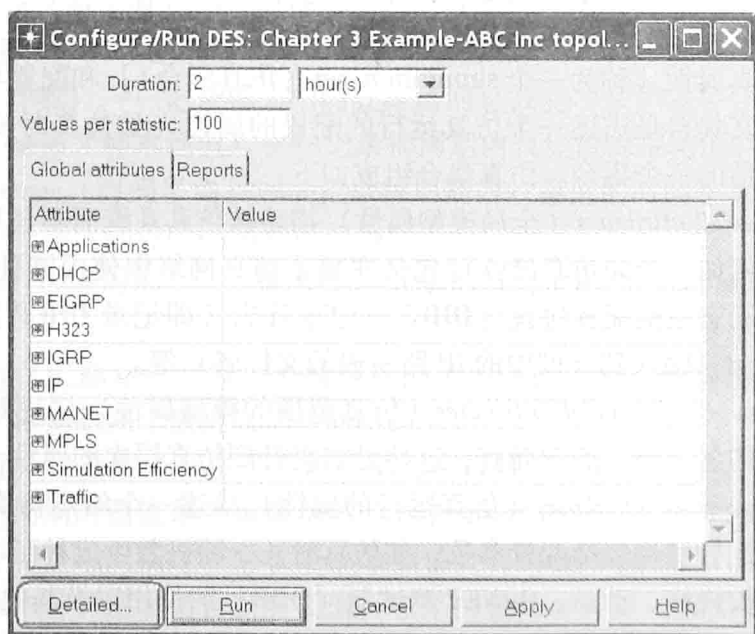 Configure/Run DES: Chapter 3 Example-ABC Inc topol...
Duration: 2 hour(s)
Values per statistic: 100
Global attributes Reports
Attribute Value
Applications
DHCP
EIGRP
H323
IGRP
IP
MANET
MPLS
Simulation Efficiency
Traffic
Detailed... Run Cancel Apply Help